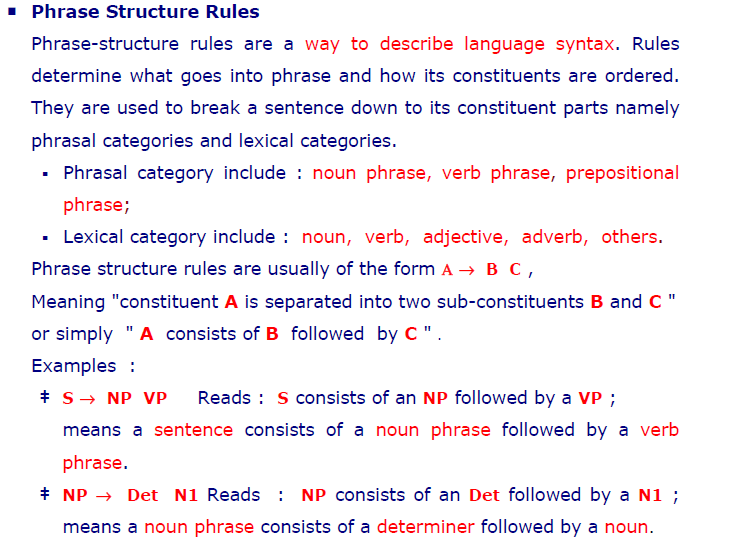 ▪ Phrase Structure Rules
Phrase-structure rules are a way to describe language syntax. Rules
determine what goes into phrase and how its constituents are ordered.
They are used to break a sentence down to its constituent parts namely
phrasal categories and lexical categories.
▪ Phrasal category include : noun phrase, verb phrase, prepositional
phrase;
▪ Lexical category include : noun, verb, adjective, adverb, others.
Phrase structure rules are usually of the form A → B C ,
Meaning "constituent A is separated into two sub-constituents B and C "
or simply " A consists of B followed by C " .
Examples :
‡ S → NP VP Reads : S consists of an NP followed by a VP ;
means a sentence consists of a noun phrase followed by a verb
phrase.
‡ NP → Det N1 Reads : NP consists of an Det followed by a N1 ;
means a noun phrase consists of a determiner followed by a noun.